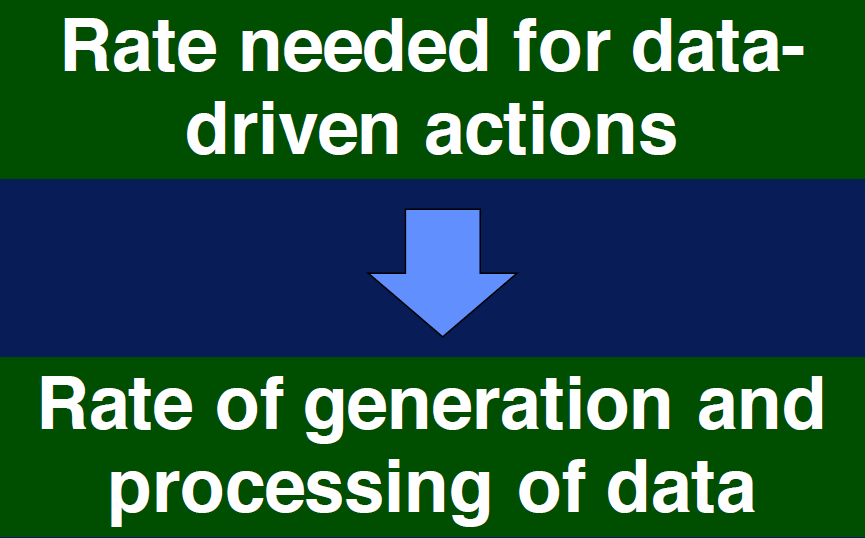 Rate needed for data-
driven actions
Rate of generation and
processing of data